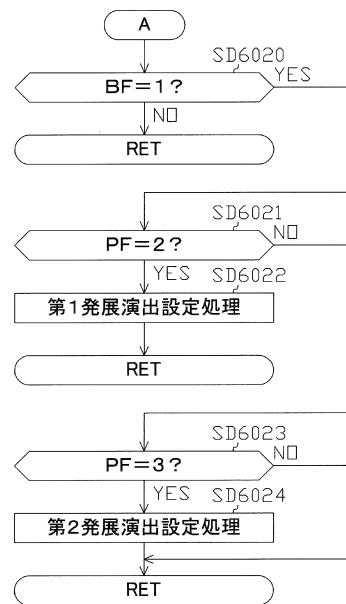 A
SD6020
BF=1?
YES
NO
RET
SD6021
PF=2?
NO
YES
SD6022
第1発展演出設定処理
RET
SD6023
PF=3?
NO
YES
SD6024
第2発展演出設定処理
RET